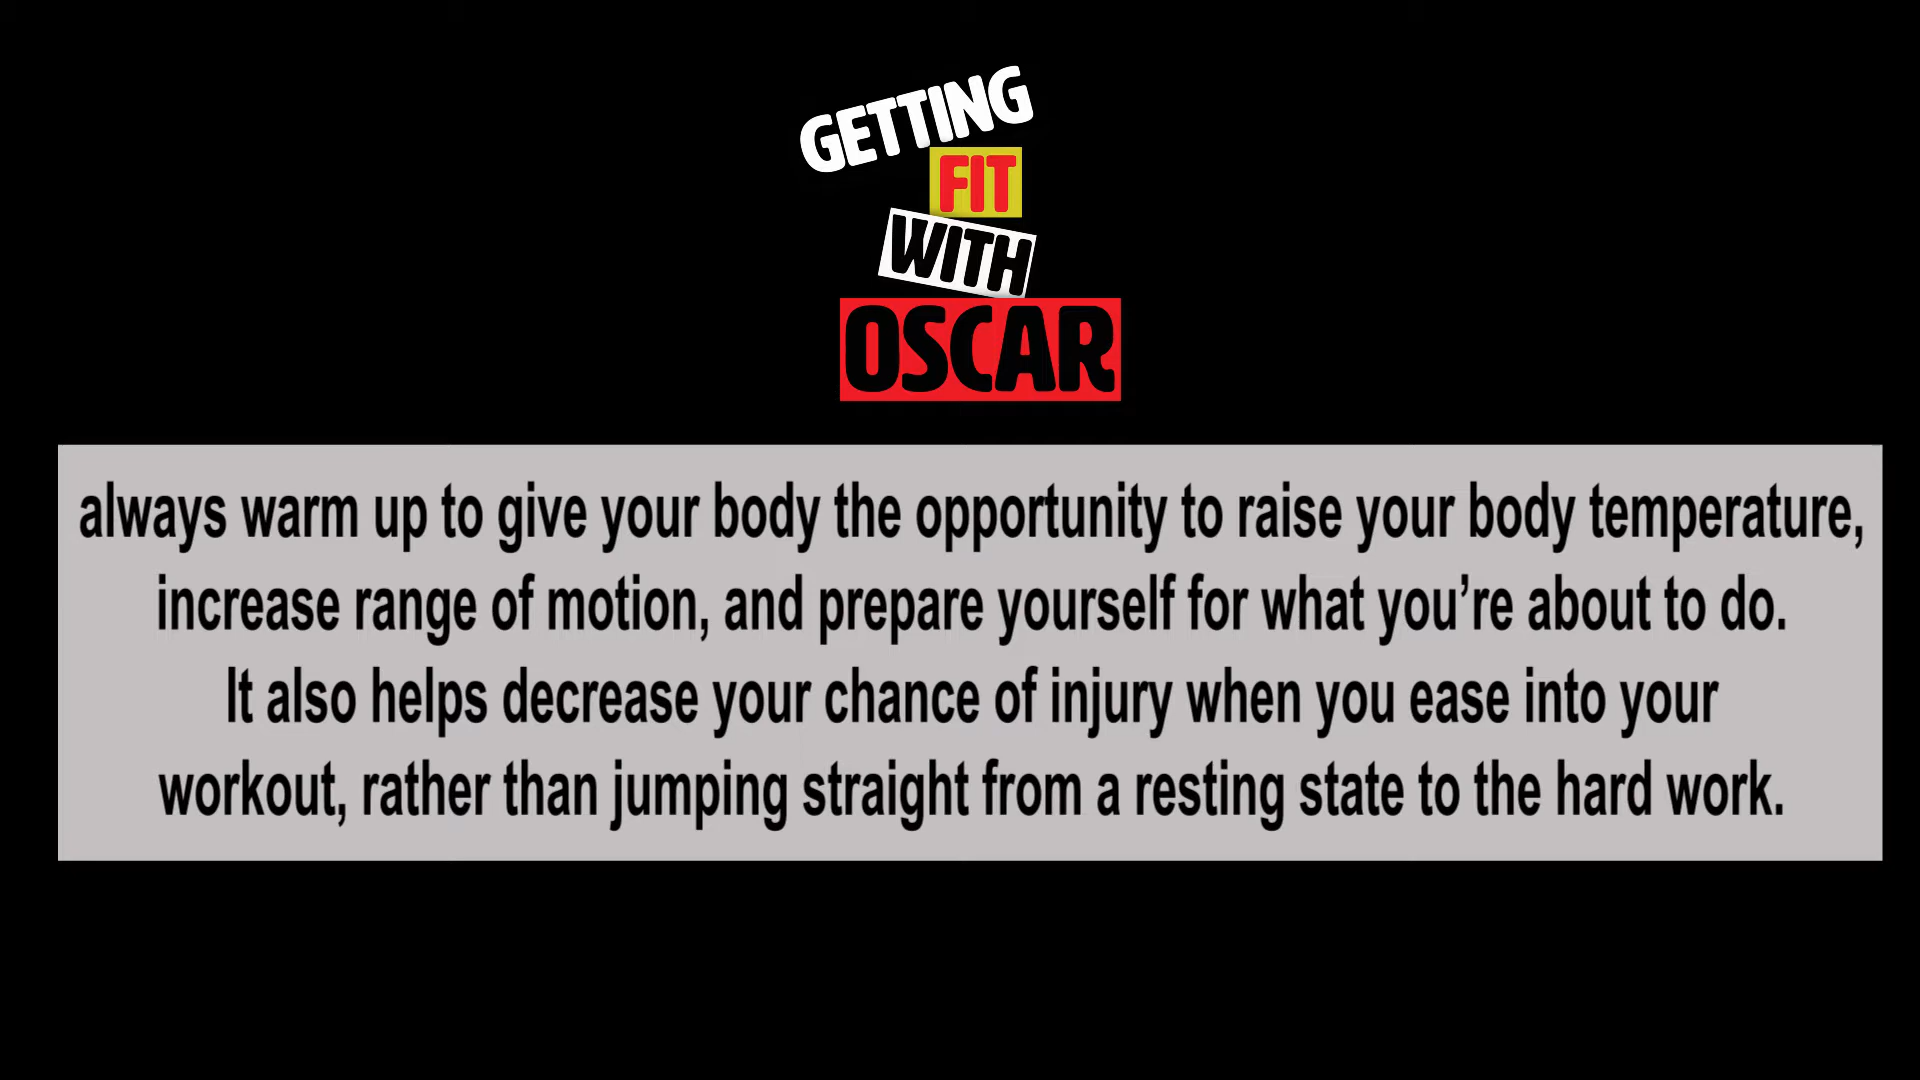 GETTING
FIT
WITH
OSCAR
always warm up to give your body the opportunity to raise your body temperature,
increase range of motion, and prepare yourself for what you’re about to do.
It also helps decrease your chance of injury when you ease into your
workout, rather than jumping straight from a resting state to the hard work.